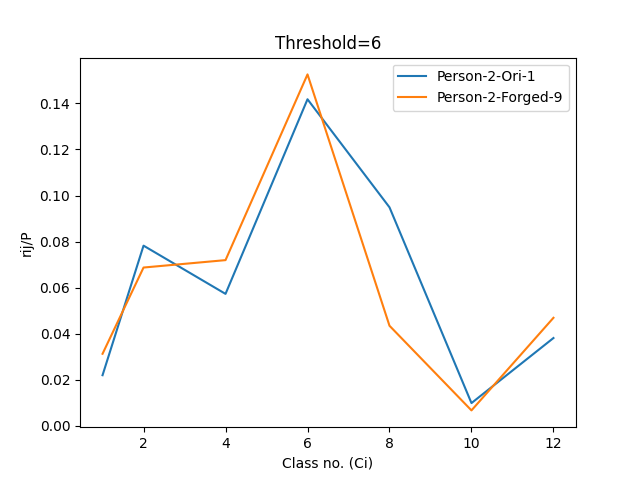 Threshold=6
Person-2-Ori-1
Person-2-Forged-9
rij/P
0.14
0.12
0.10
0.08
0.06
0.04
0.02
0.00
2 4 6 8 10 12
Class no. (Ci)